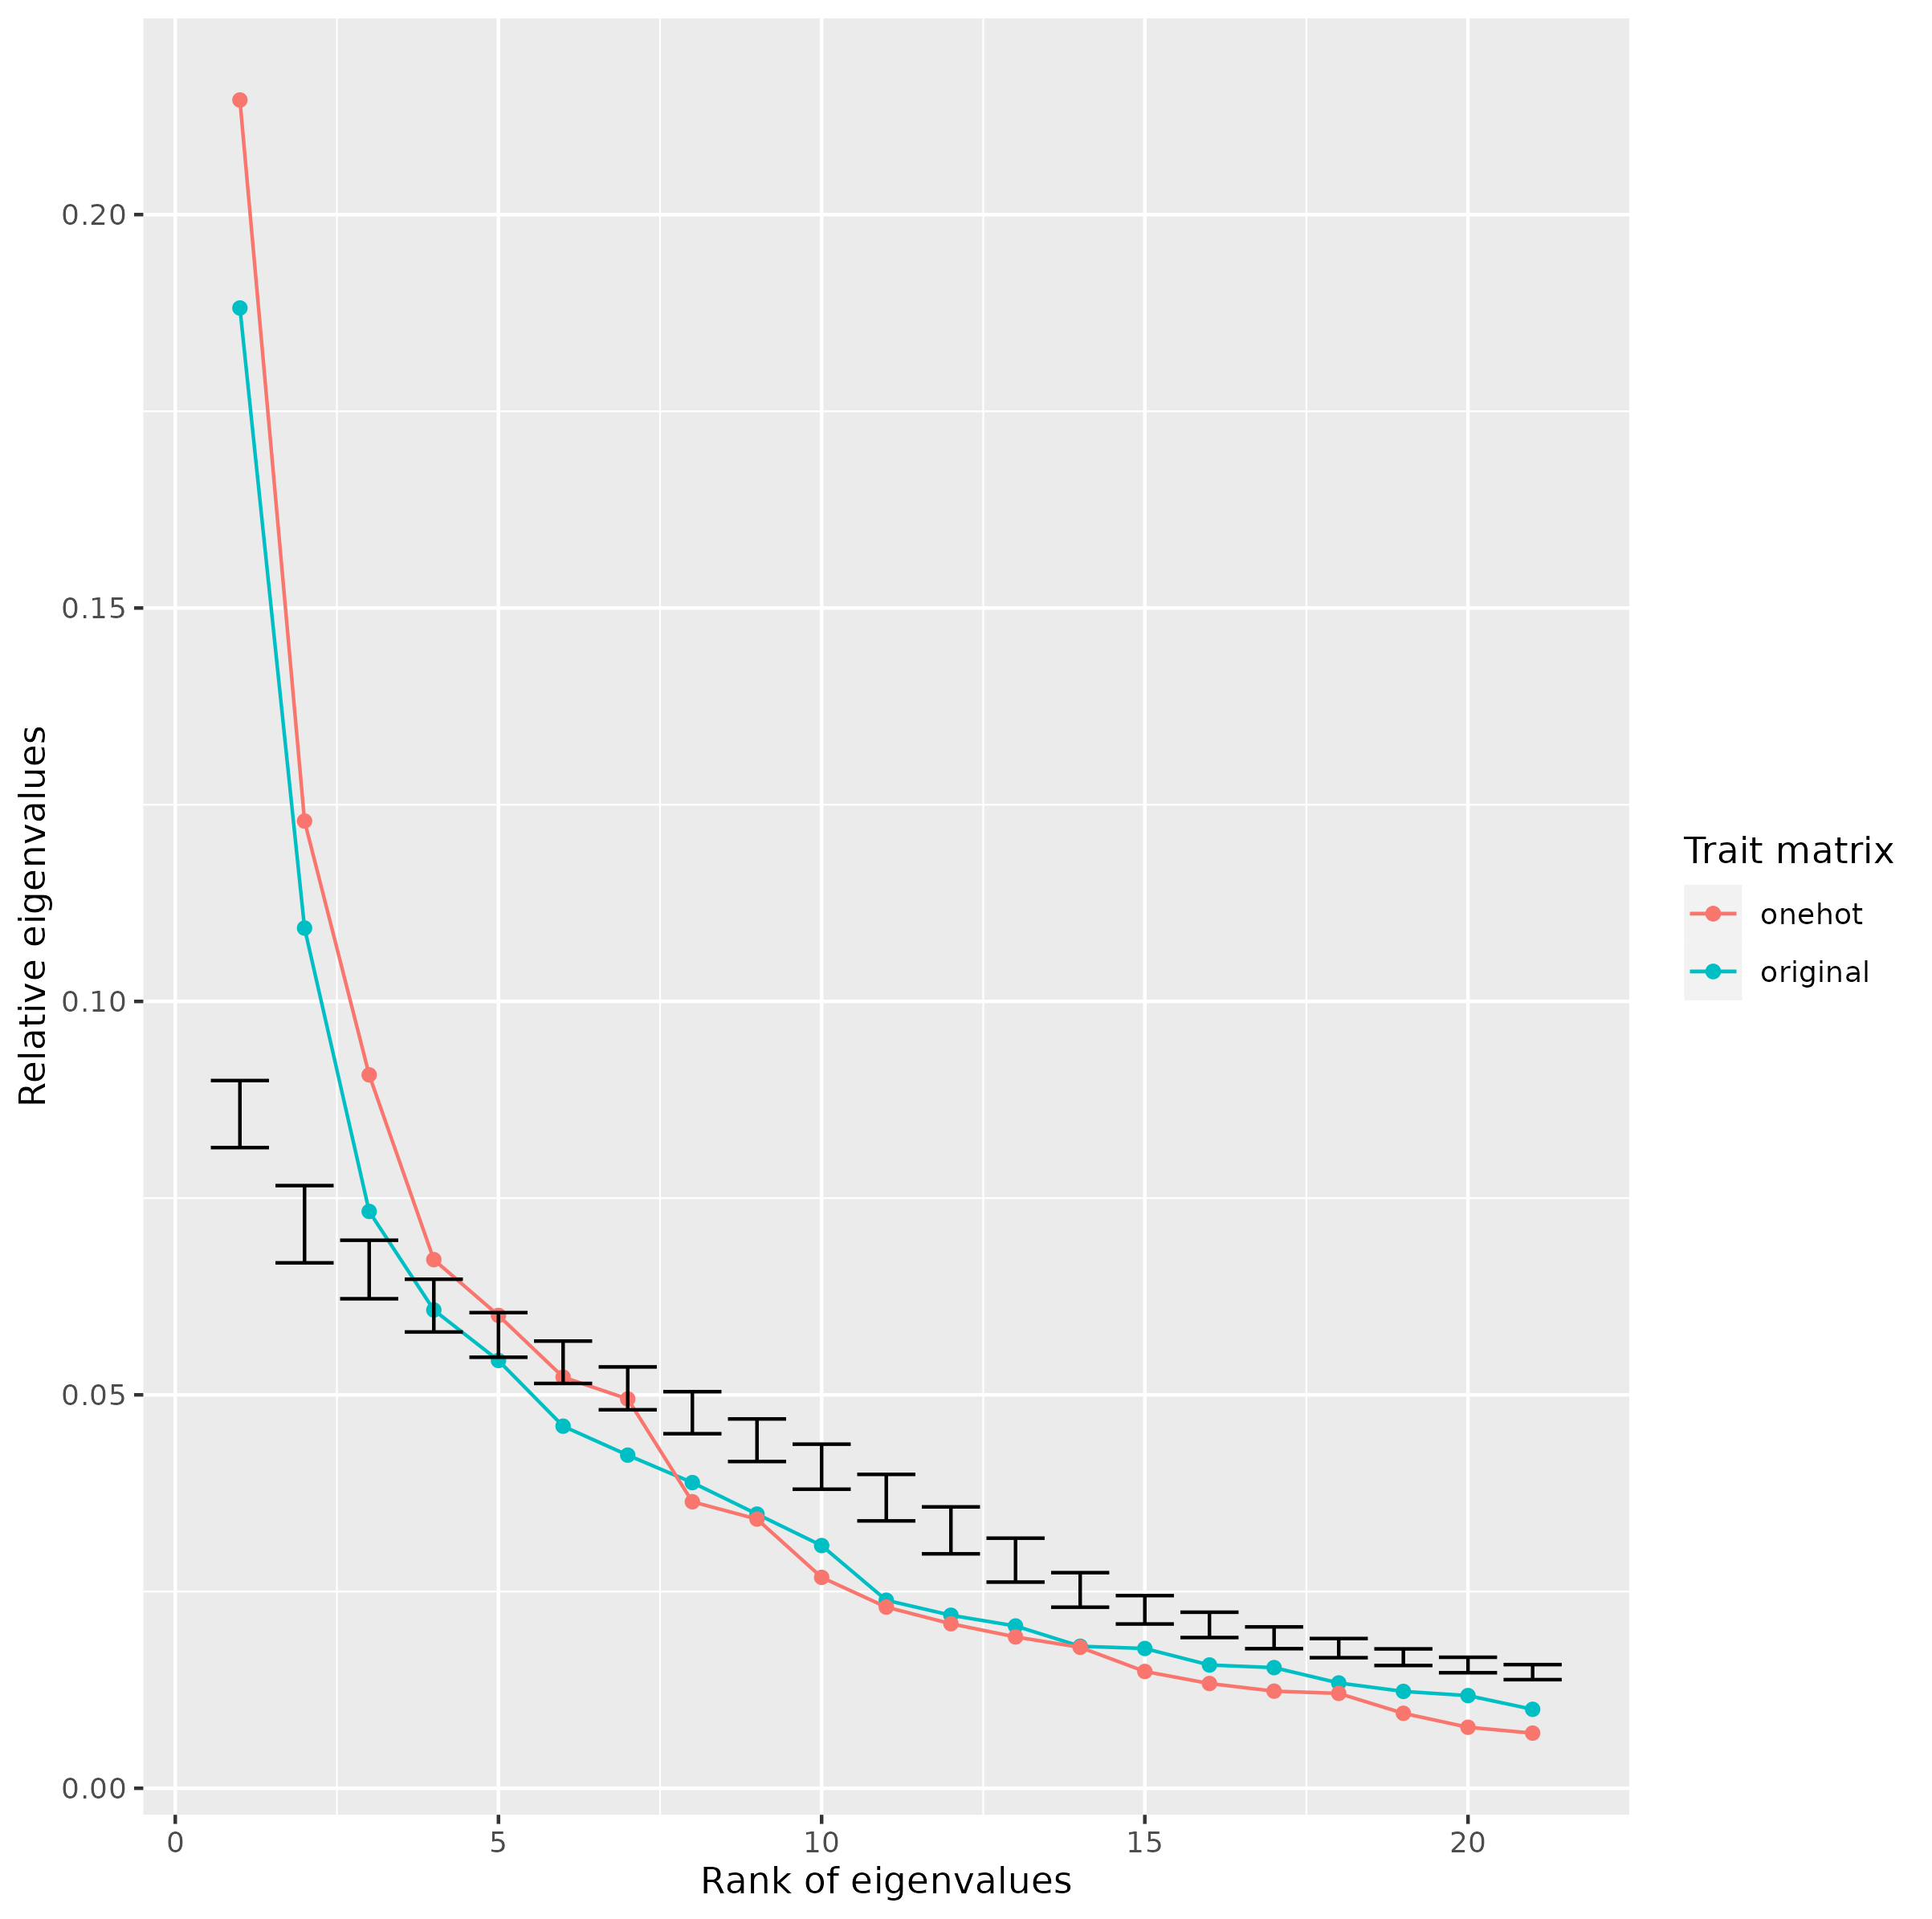 Relative eigenvalues
0.20
0.15
0.10
0.05
0.00
0
5
10
15
20
Rank of eigenvalues
Trait matrix
onehot
original